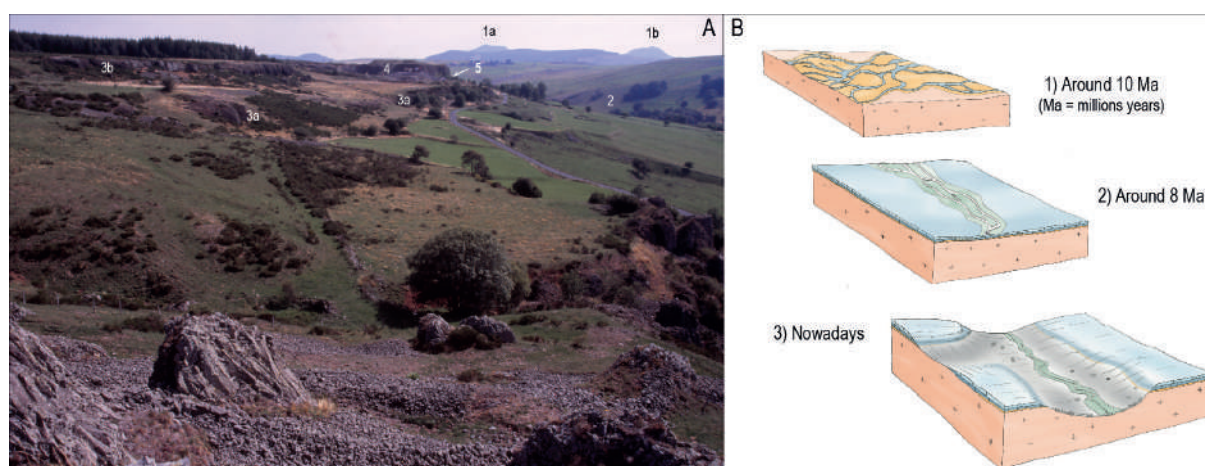 1a
1b
A
3b
4
5
3a
2
3a
B
1) Around 10 Ma
(Ma = millions years)
2) Around 8 Ma
3) Nowadays